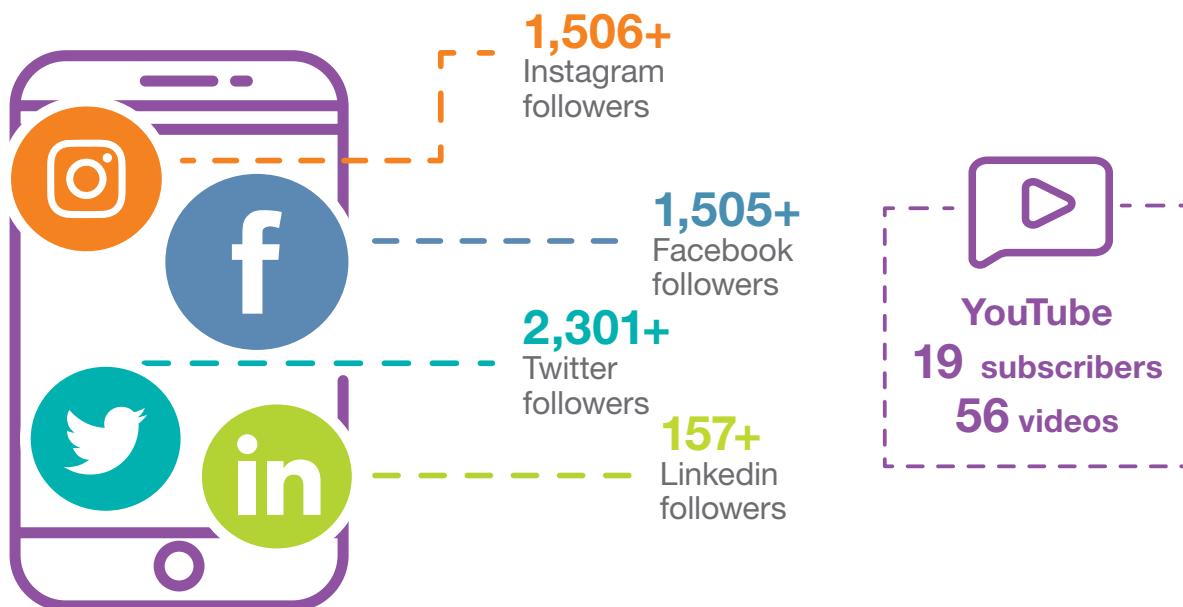 1,506+
Instagram
followers
1,505+
Facebook
followers
2,301+
Twitter
followers
157+
Linkedin
followers
YouTube
19 subscribers
56 videos